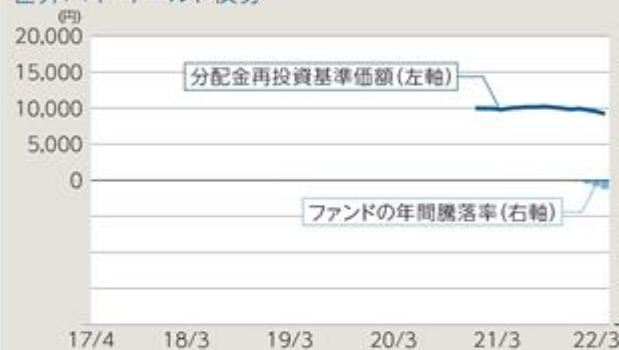 (円)
20,000
15,000
分配金再投資基準価額(左軸)
10,000
5,000
0
ファンドの年間騰落率(右軸)
17/4 18/3 19/3 20/3 21/3 22/3